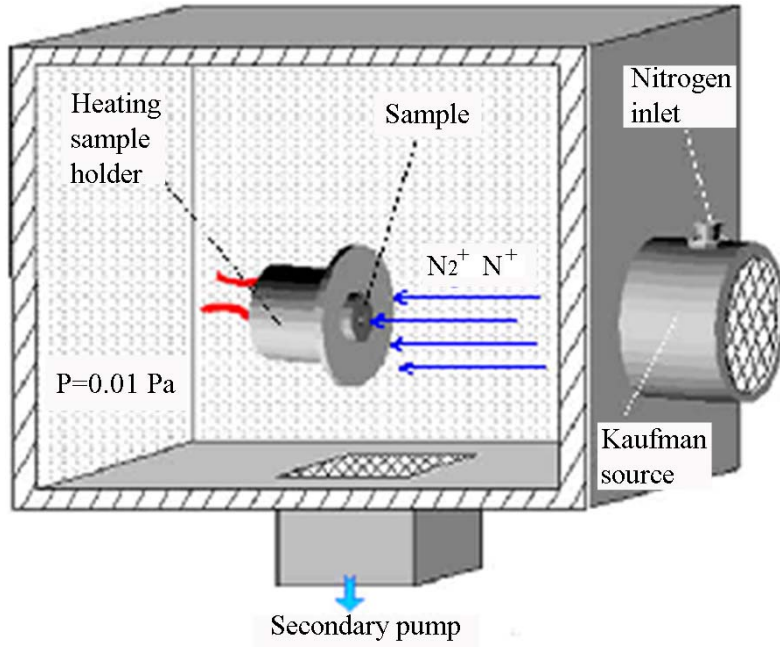 Heating
sample
holder
Sample
Nitrogen
inlet
N₂⁺ N⁺
P=0.01 Pa
Kaufman
source
Secondary pump